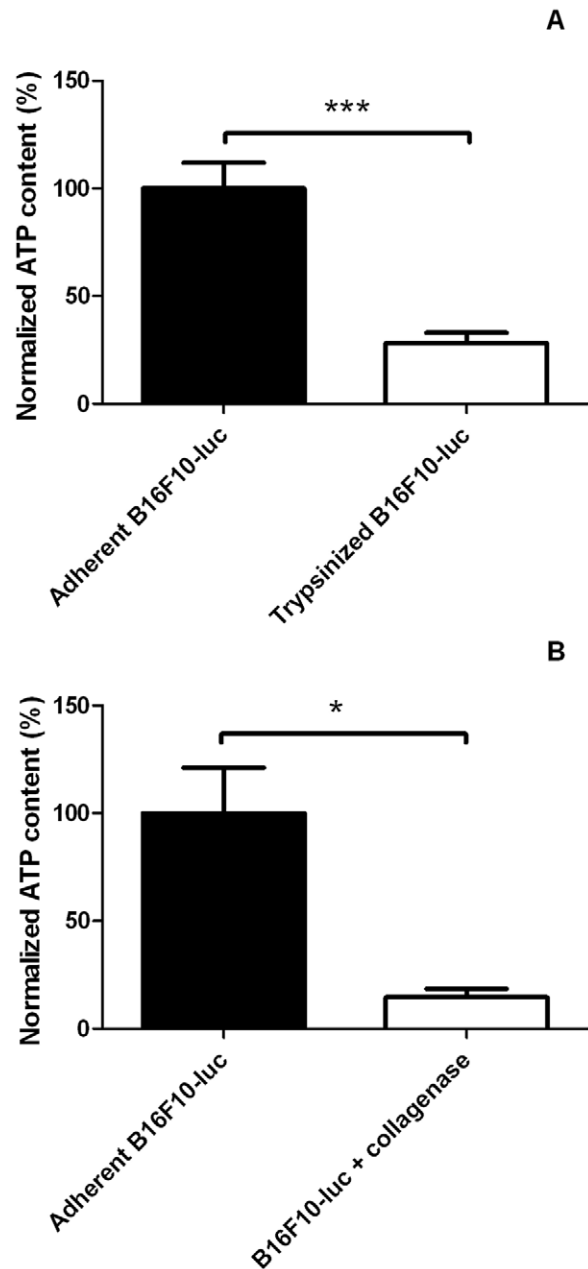 A
Normalized ATP content (%)
150
100
50
0
***
Adherent B16F10-luc
Trypsinized B16F10-luc
B
Normalized ATP content (%)
150
100
50
0
*
Adherent B16F10-luc
B16F10-luc + collagenase